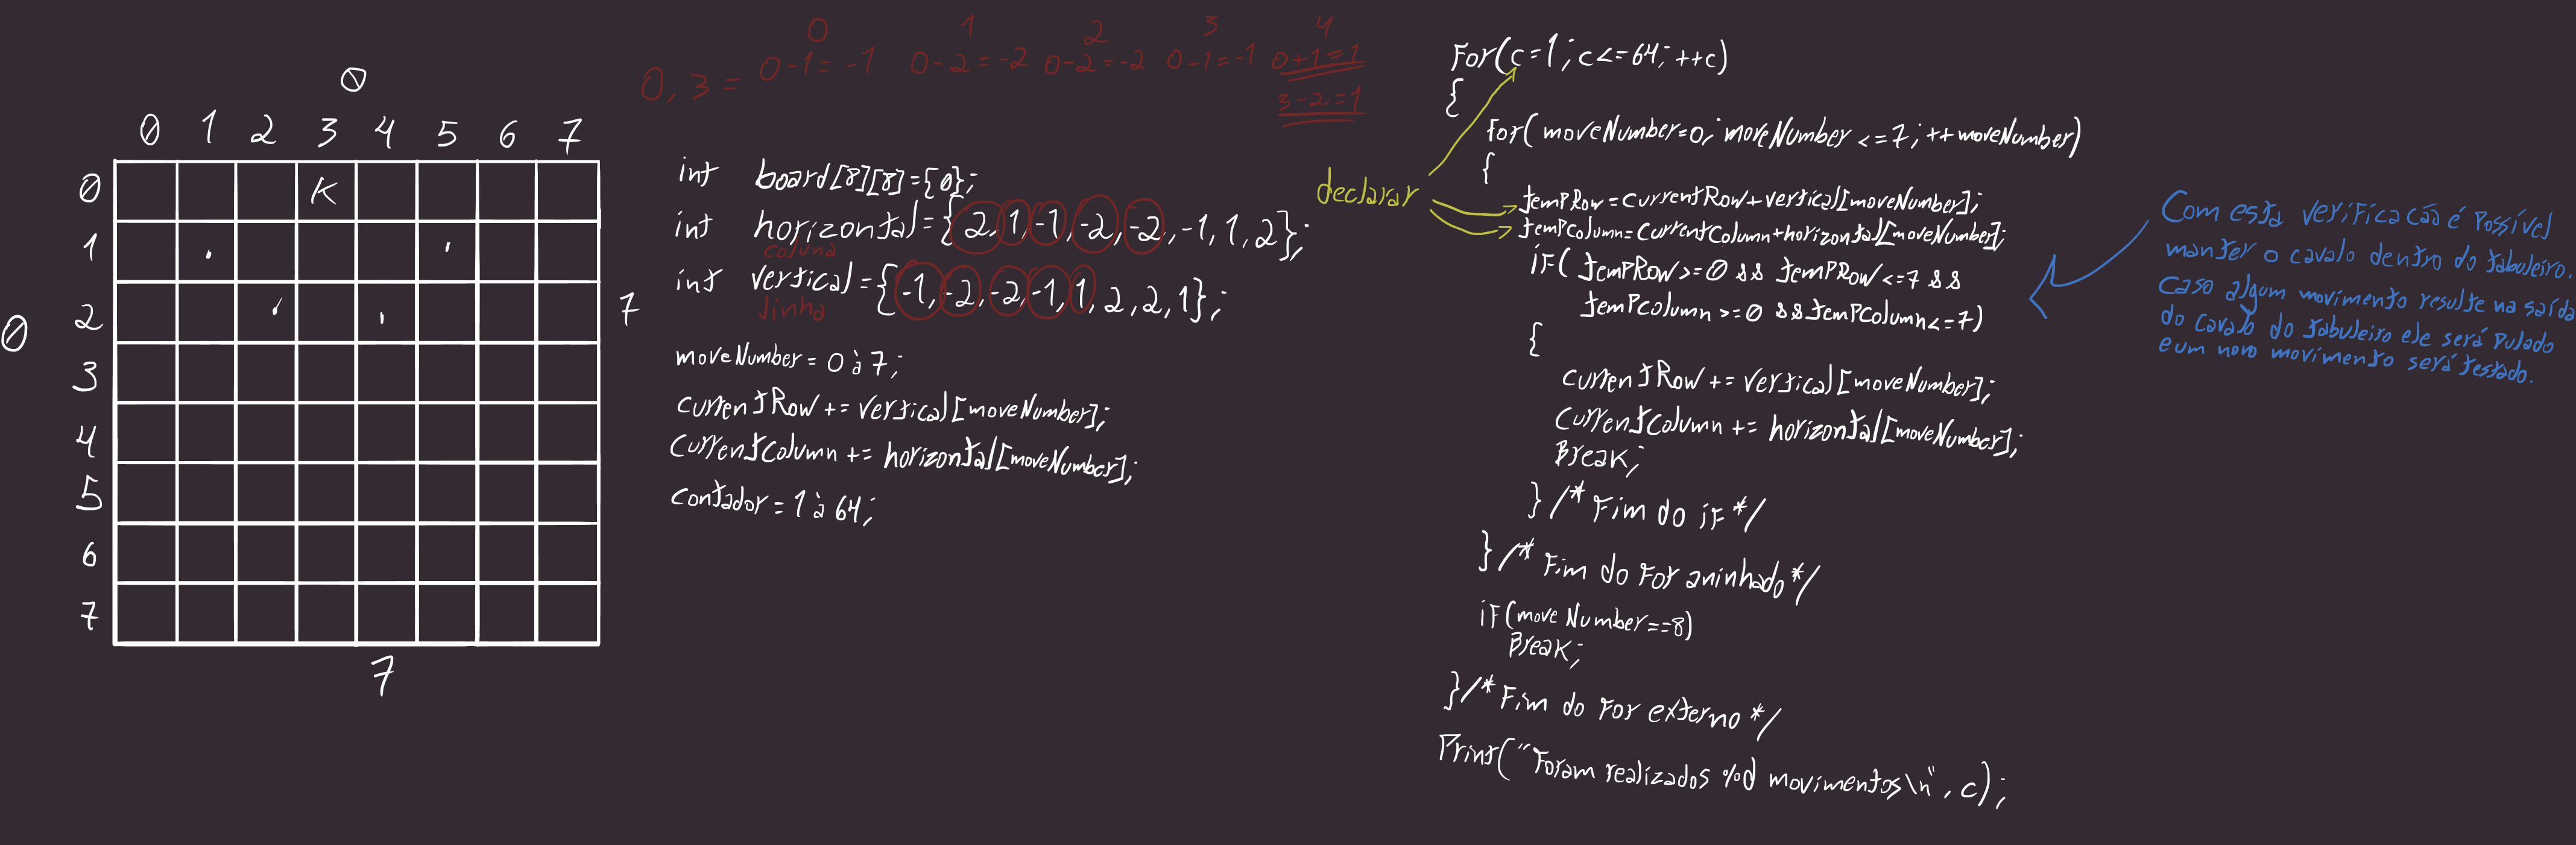 0
0 1 2 3 4 5 6 7
0
1
2
3
4
5
6
7
K
0
7
7
0, 3 =
0 1 2 3 4
0-1=-1 0-2=-2 0-2=-2 0-1=-1 0+1=1
3-2=1
int board[8][8]={0};
int horizontal={2,1,-1,-2,-2,-1,1,2};
coluna
int vertical={-1,-2,-2,-1,1,2,2,1};
linha
moveNumber = 0 à 7;
currentRow += vertical[moveNumber];
currentColumn += horizontal[moveNumber];
contador = 1 à 64;
declarar
For(c=1; c<=64; ++c)
{
For(moveNumber=0; moveNumber <=7; ++moveNumber)
{
tempRow=currentRow+vertical[moveNumber];
tempColumn=currentColumn+horizontal[moveNumber];
if( tempRow>=0 && tempRow<=7 &&
tempColumn>=0 && tempColumn<=7)
{
currentRow += vertical[moveNumber];
currentColumn += horizontal[moveNumber];
Break;
} /* Fim do if */
} /* Fim do for aninhado */
if(moveNumber==8)
Break;
}/* Fim do for externo */
Print("Foram realizados %d movimentos\n", c);
Com esta verificacão é possível
manter o cavalo dentro do tabuleiro.
Caso algum movimento resulte na saída
do cavalo do tabuleiro ele será pulado
e um novo movimento será testado.